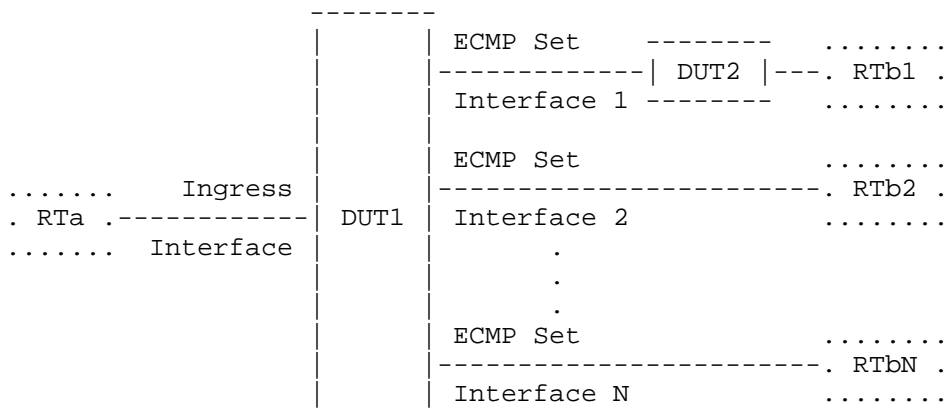 --------
ECMP Set -------- ........
-------------| DUT2 |---. RTb1 .
Interface 1 -------- ........
ECMP Set ........
....... Ingress |------------------------. RTb2 .
. RTa .------------| DUT1 | Interface 2 ........
....... Interface .
.
.
ECMP Set ........
|------------------------. RTbN .
Interface N ........